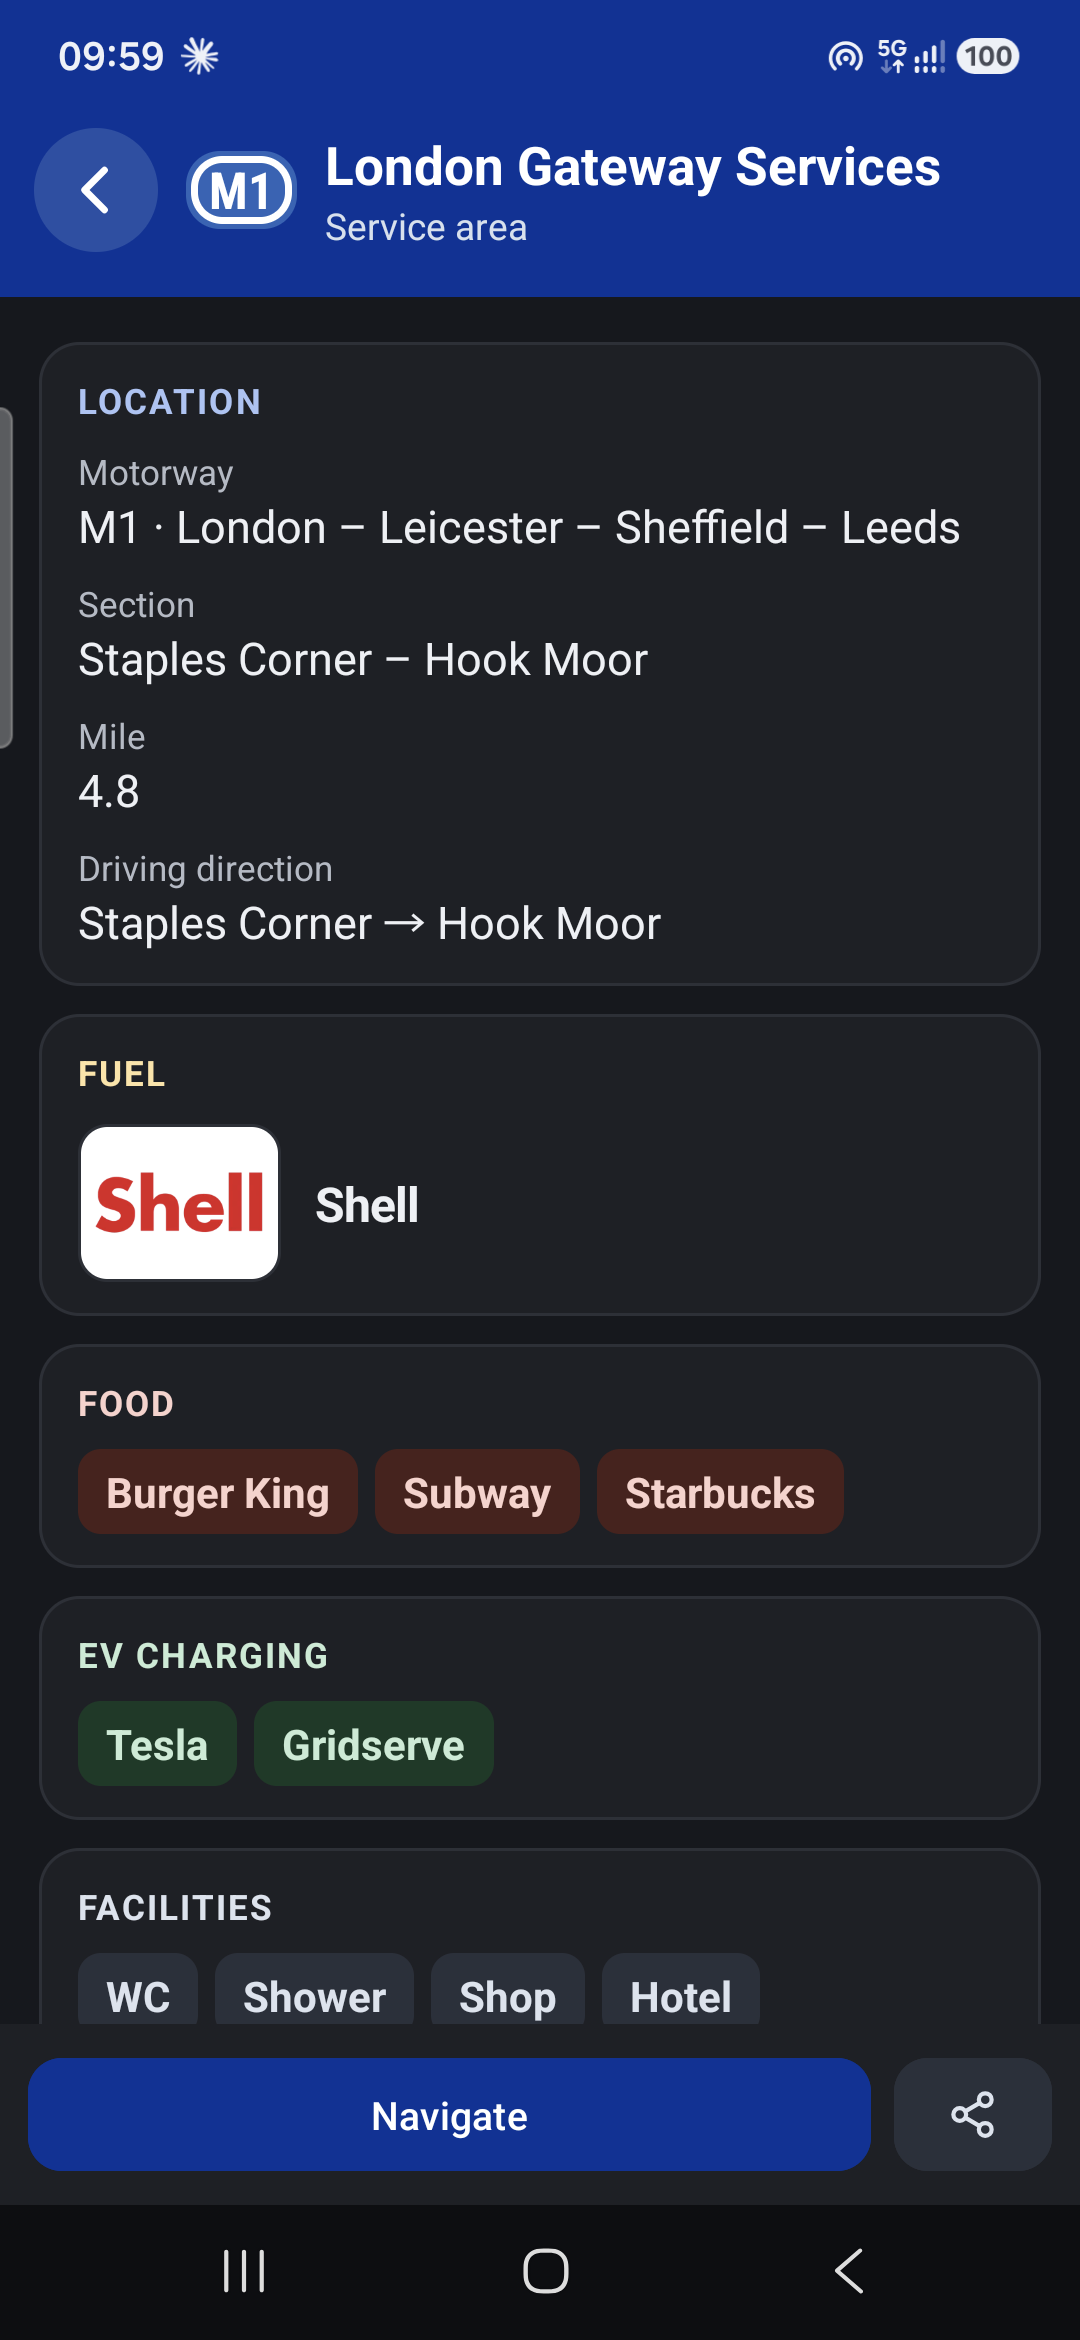 09:59
5G
100
M1
London Gateway Services
Service area
LOCATION
Motorway
M1 · London – Leicester – Sheffield – Leeds
Section
Staples Corner – Hook Moor
Mile
4.8
Driving direction
Staples Corner → Hook Moor
FUEL
Shell
Shell
FOOD
Burger King
Subway
Starbucks
EV CHARGING
Tesla
Gridserve
FACILITIES
WC
Shower
Shop
Hotel
Navigate